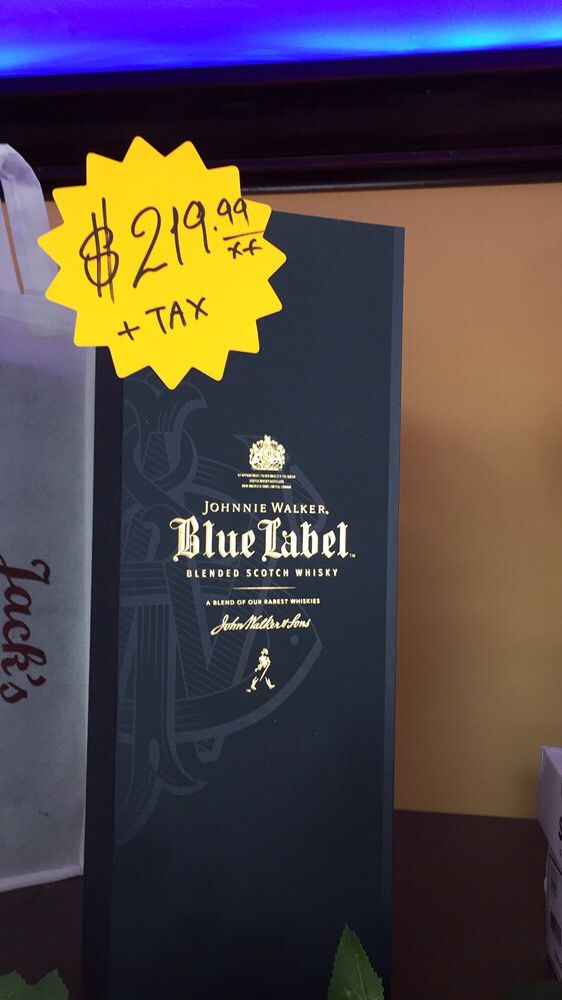 $219.99
xx
+ TAX
JOHNNIE WALKER.
Blue Label™
BLENDED SCOTCH WHISKY
A BLEND OF OUR RAREST WHISKIES
John Walker & Sons
Jack's